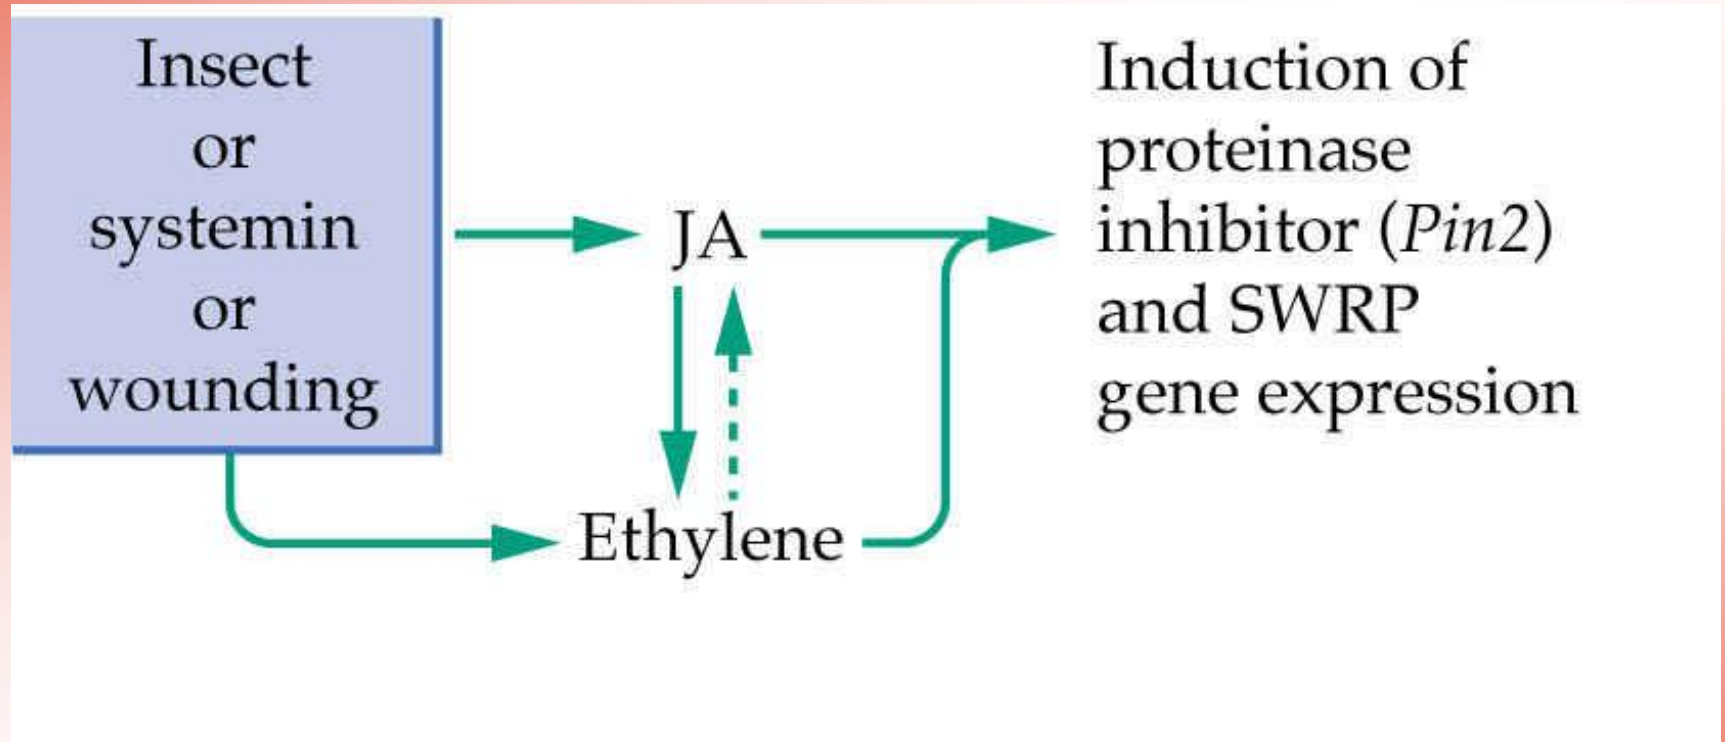 Insect
or
systemin
or
wounding
JA
Ethylene
Induction of
proteinase
inhibitor (Pin2)
and SWRP
gene expression